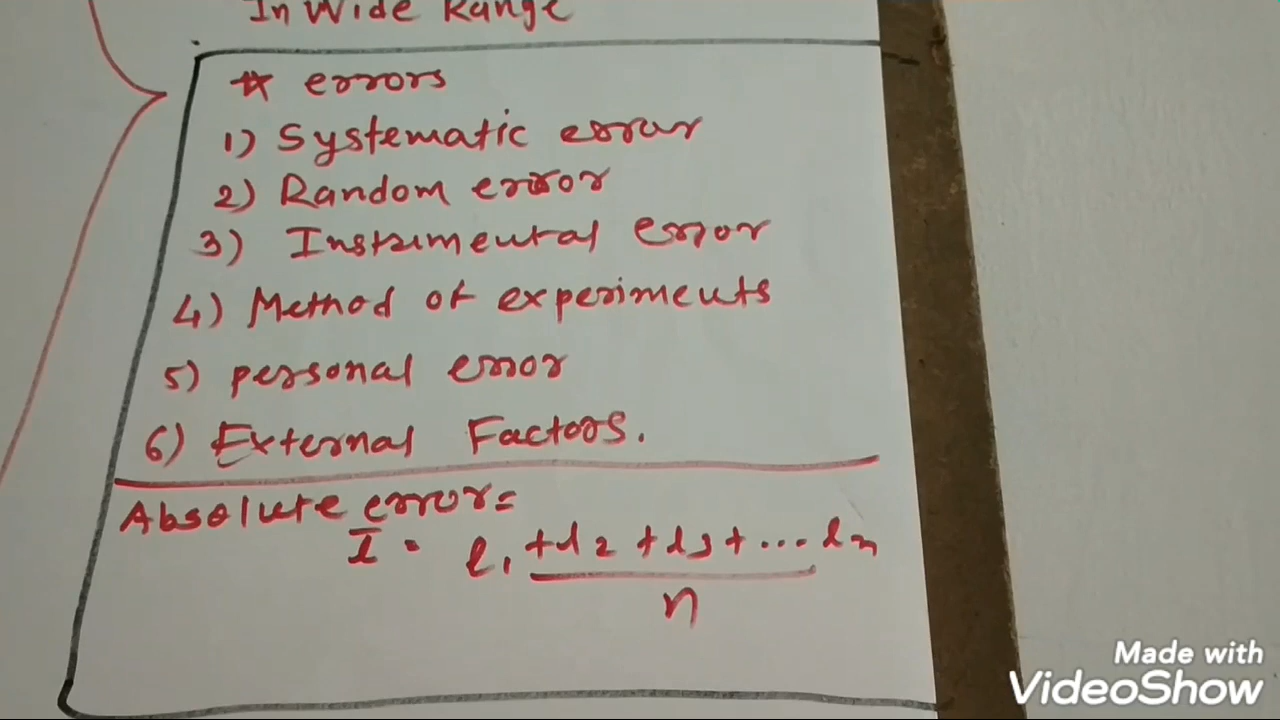 In Wide Range
* errors
1) Systematic error
2) Random error
3) Instrumental error
4) Method of experiments
5) personal error
6) External Factors.
Absolute error=
l1 +l2 +l3+...ln
n
Made with
VideoShow